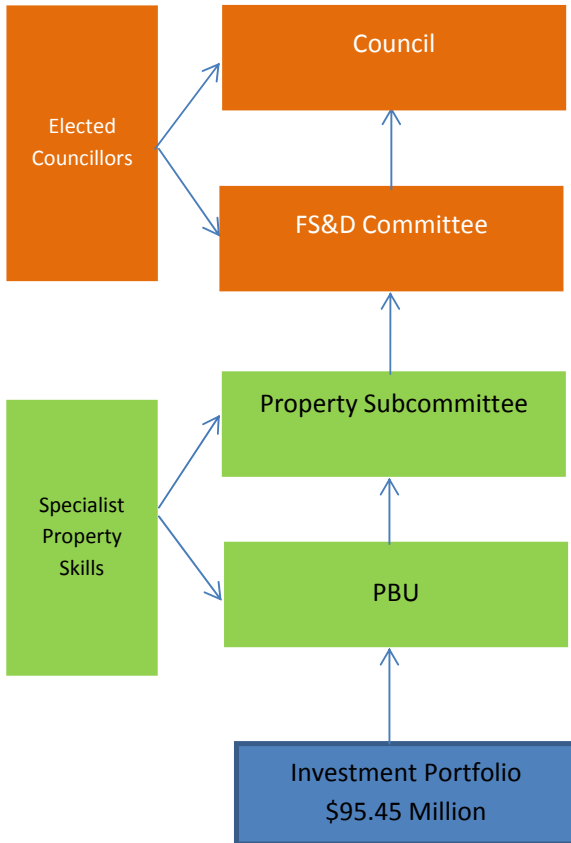 Council
Elected
Councillors
FS&D Committee
Property Subcommittee
Specialist
Property
Skills
PBU
Investment Portfolio
$95.45 Million